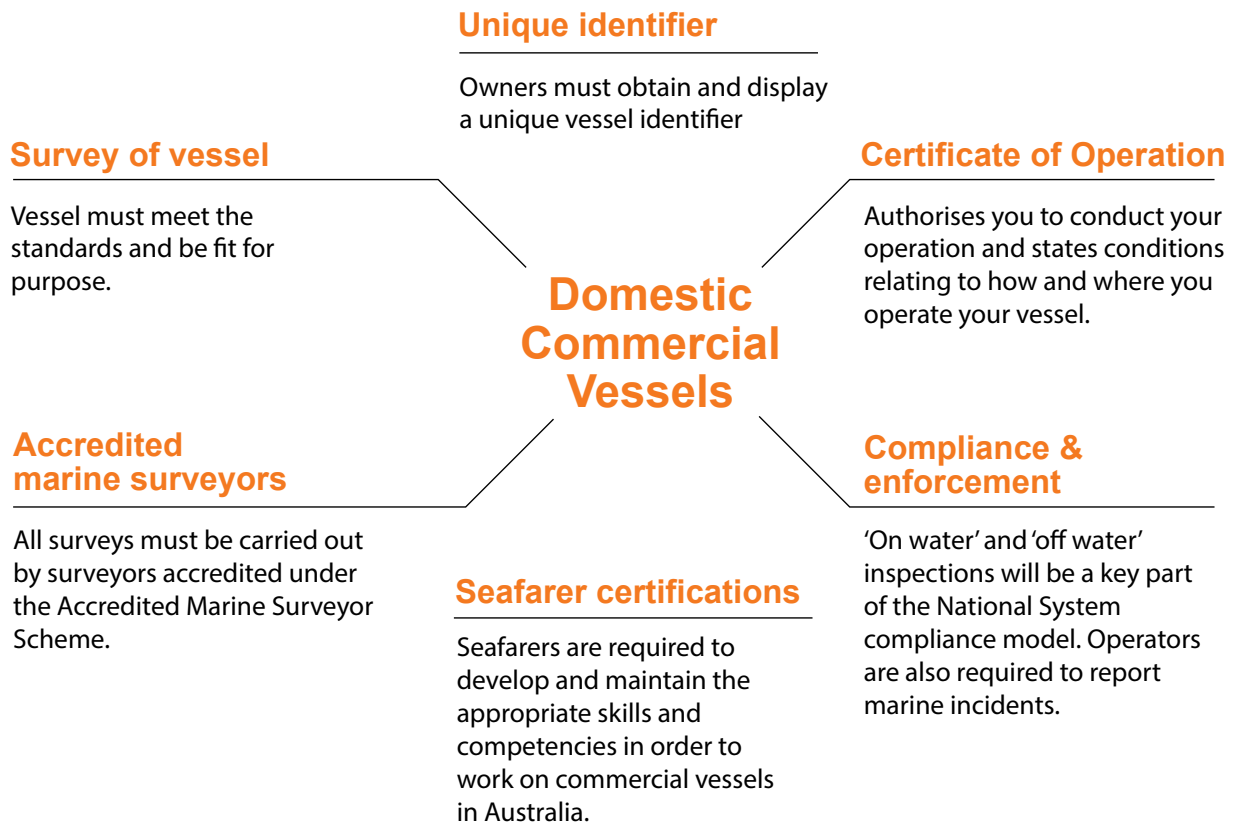 Unique identifier
Owners must obtain and display
a unique vessel identifier
Survey of vessel
Vessel must meet the
standards and be fit for
purpose.
Certificate of Operation
Authorises you to conduct your
operation and states conditions
relating to how and where you
operate your vessel.
Domestic
Commercial
Vessels
Accredited
marine surveyors
All surveys must be carried out
by surveyors accredited under
the Accredited Marine Surveyor
Scheme.
Seafarer certifications
Seafarers are required to
develop and maintain the
appropriate skills and
competencies in order to
work on commercial vessels
in Australia.
Compliance &
enforcement
‘On water’ and ‘off water’
inspections will be a key part
of the National System
compliance model. Operators
are also required to report
marine incidents.